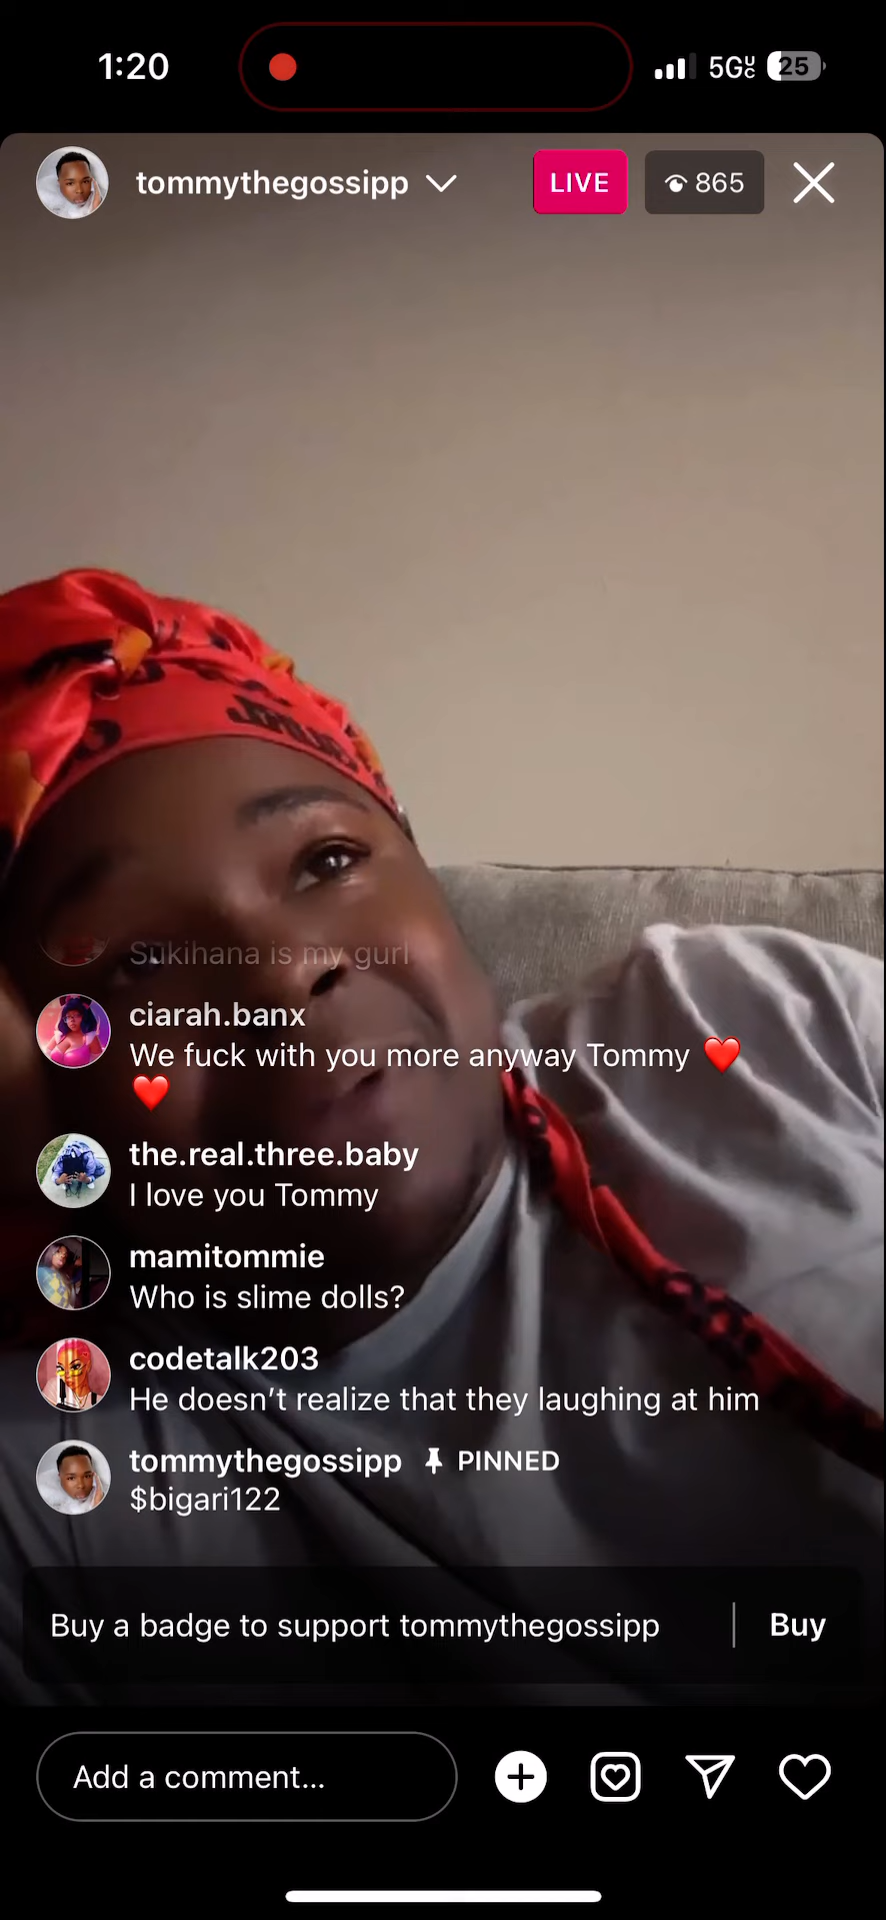 1:20
5GUC
25
tommythegossipp
LIVE
865
Sukihana is my gurl
ciarah.banx
We fuck with you more anyway Tommy ❤️
❤️
the.real.three.baby
I love you Tommy
mamitommie
Who is slime dolls?
codetalk203
He doesn’t realize that they laughing at him
tommythegossipp PINNED
$bigari122
Buy a badge to support tommythegossipp
Buy
Add a comment...